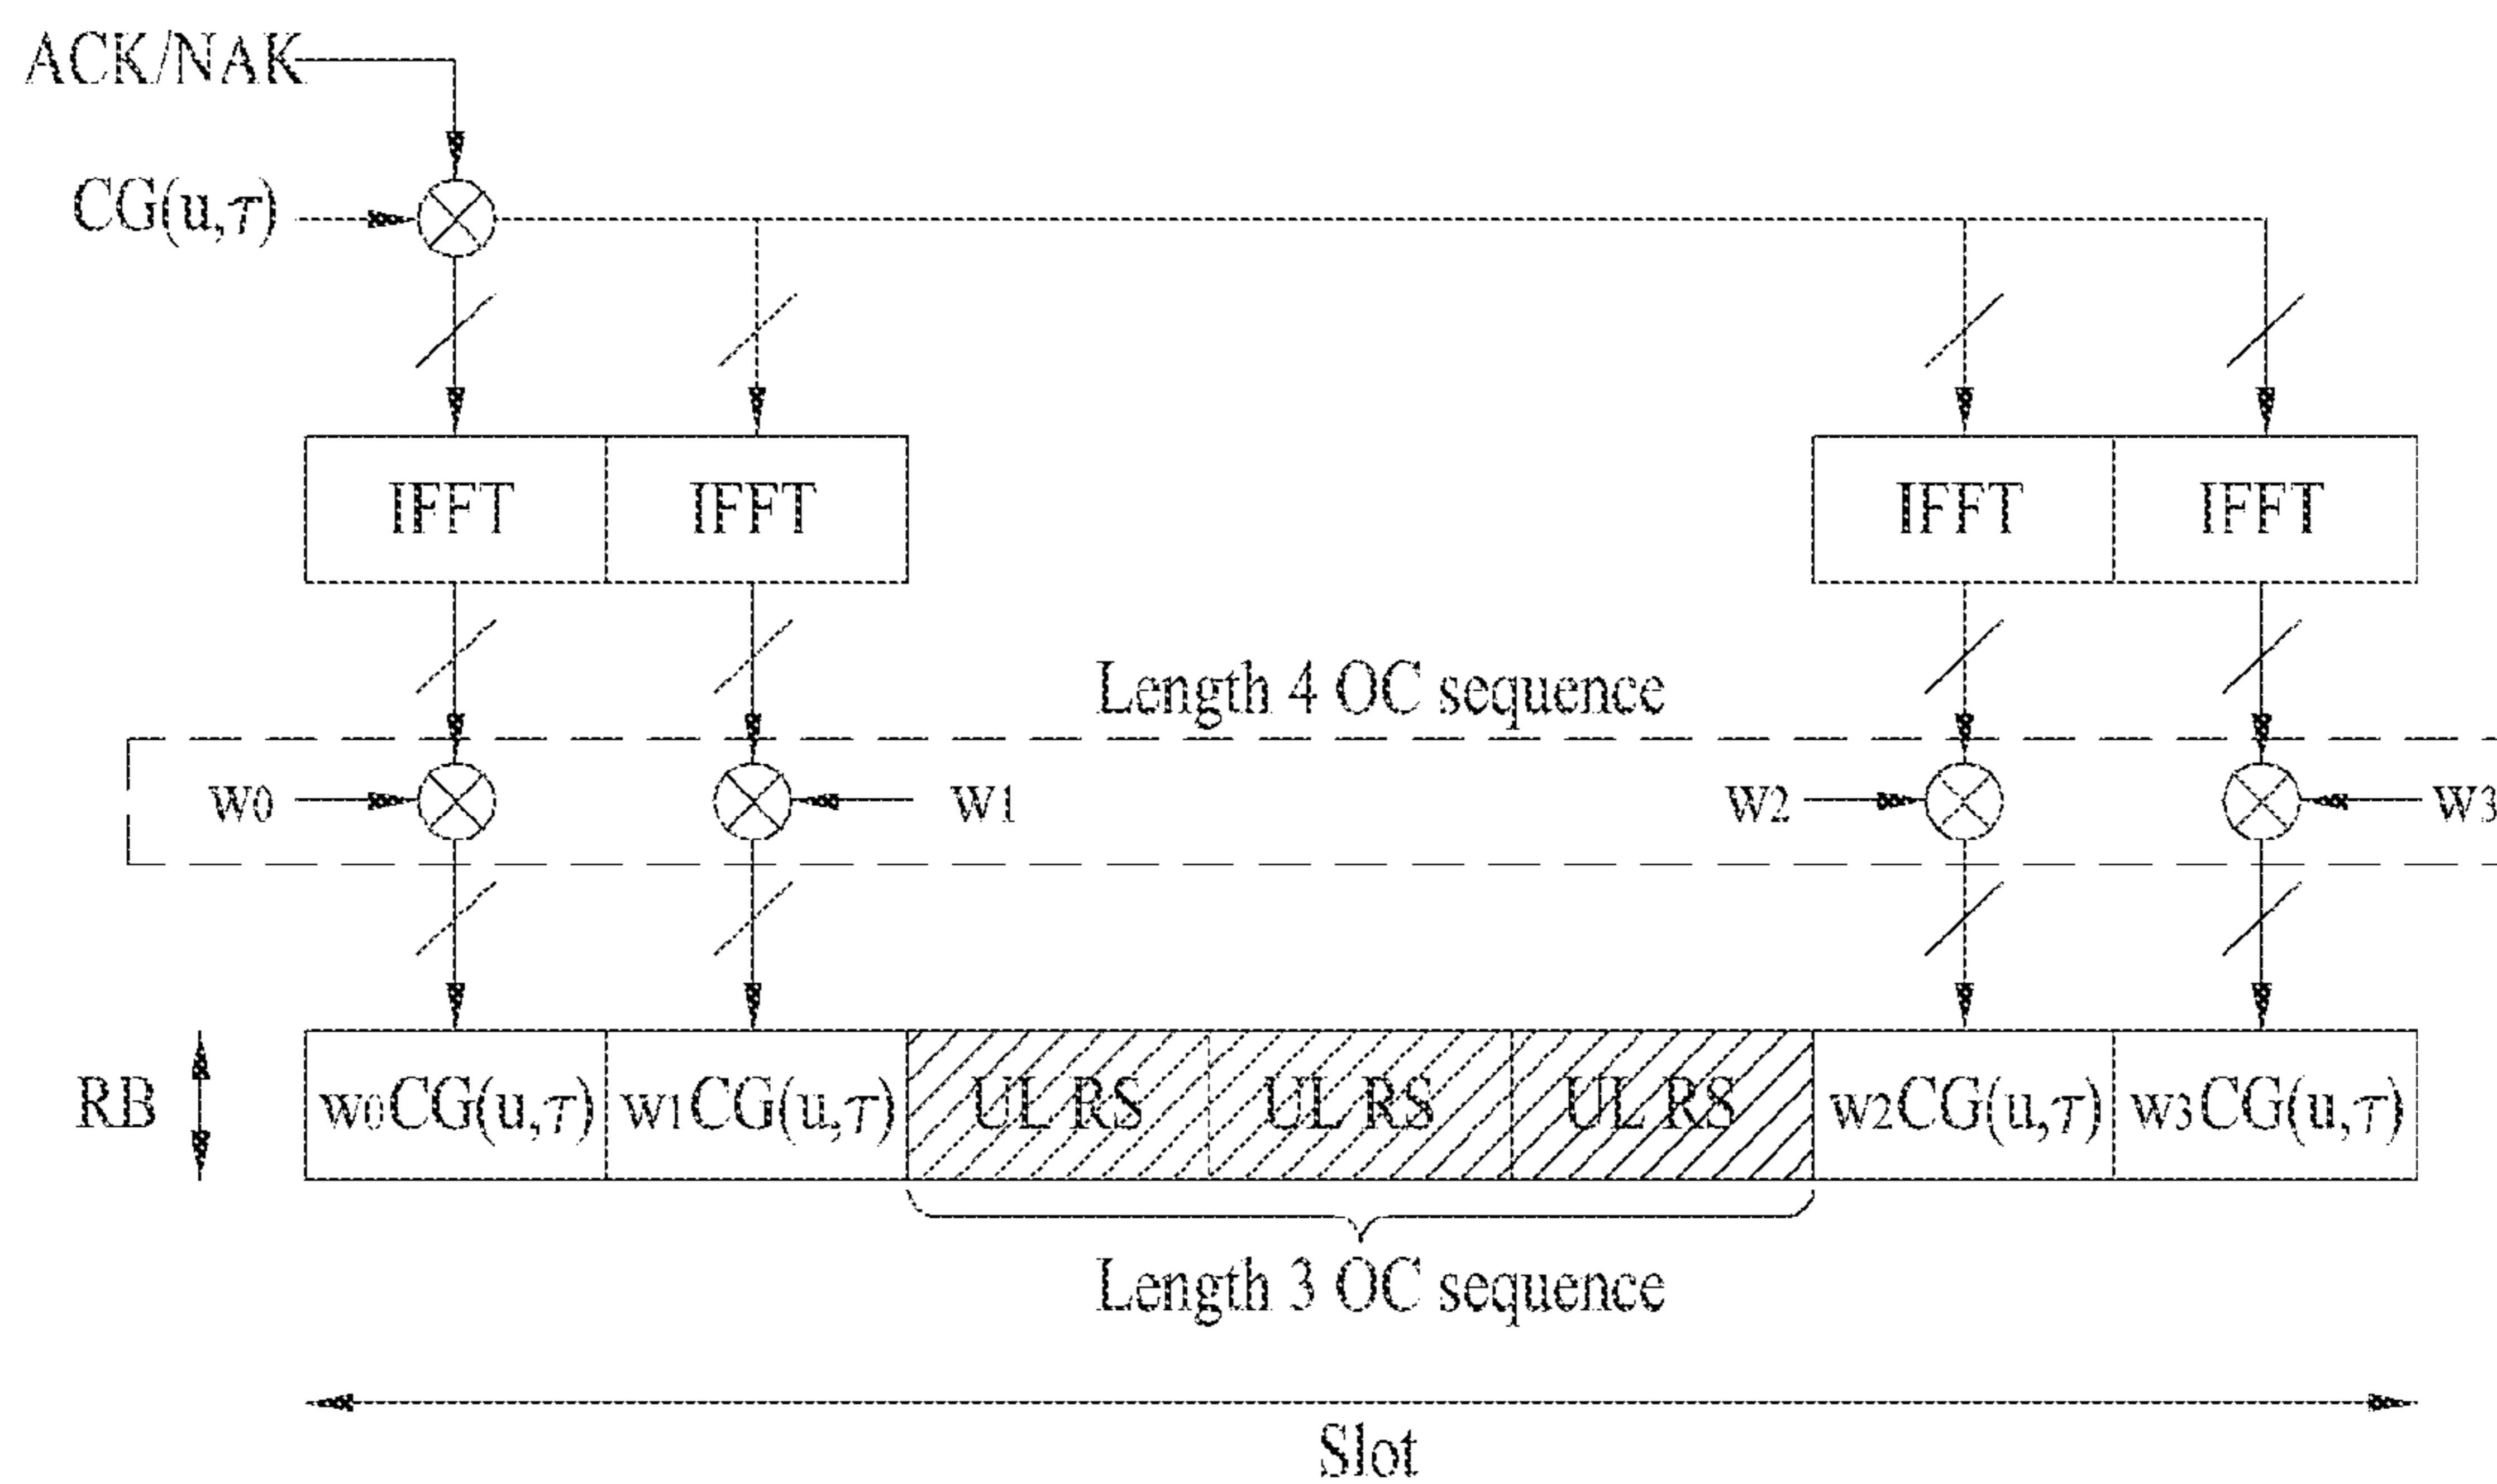 ACK/NAK
CG(u,τ)
IFFT IFFT IFFT IFFT
Length 4 OC sequence
w0 w1 w2 w3
RB w0CG(u,τ) w1CG(u,τ) UL RS UL RS UL RS w2CG(u,τ) w3CG(u,τ)
Length 3 OC sequence
Slot